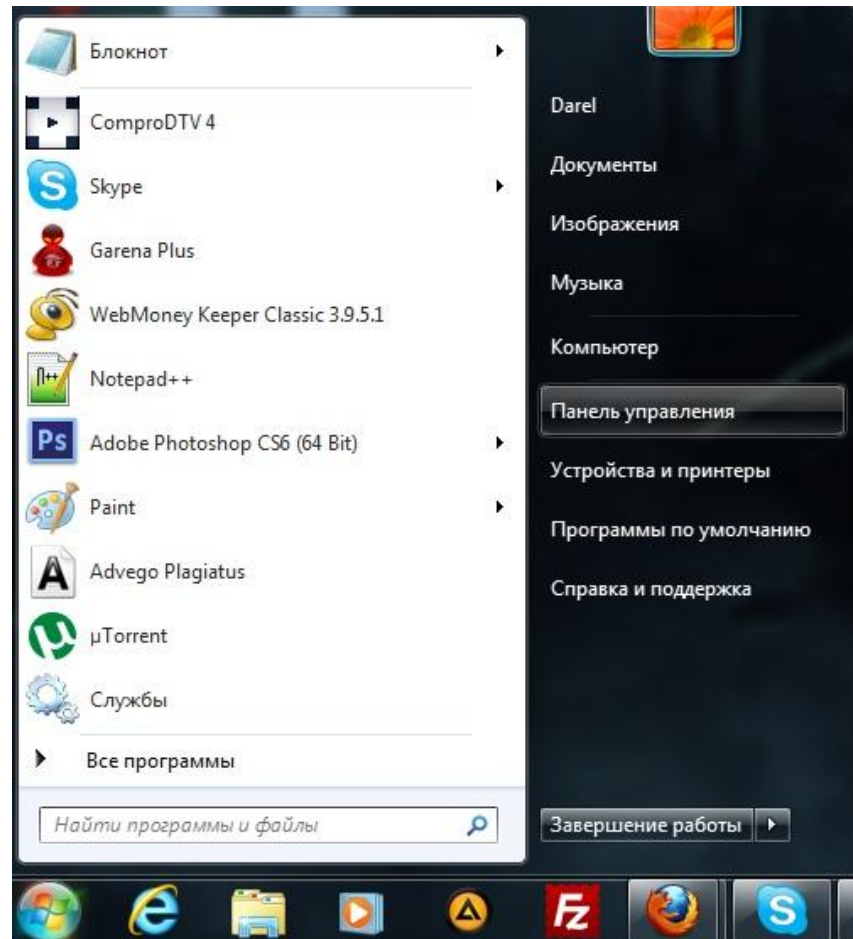 Блокнот
ComproDTV 4
Skype
Garena Plus
WebMoney Keeper Classic 3.9.5.1
Notepad++
Adobe Photoshop CS6 (64 Bit)
Paint
Advego Plagiatus
µTorrent
Службы
Все программы
Найти программы и файлы
Darel
Документы
Изображения
Музыка
Компьютер
Панель управления
Устройства и принтеры
Программы по умолчанию
Справка и поддержка
Завершение работы